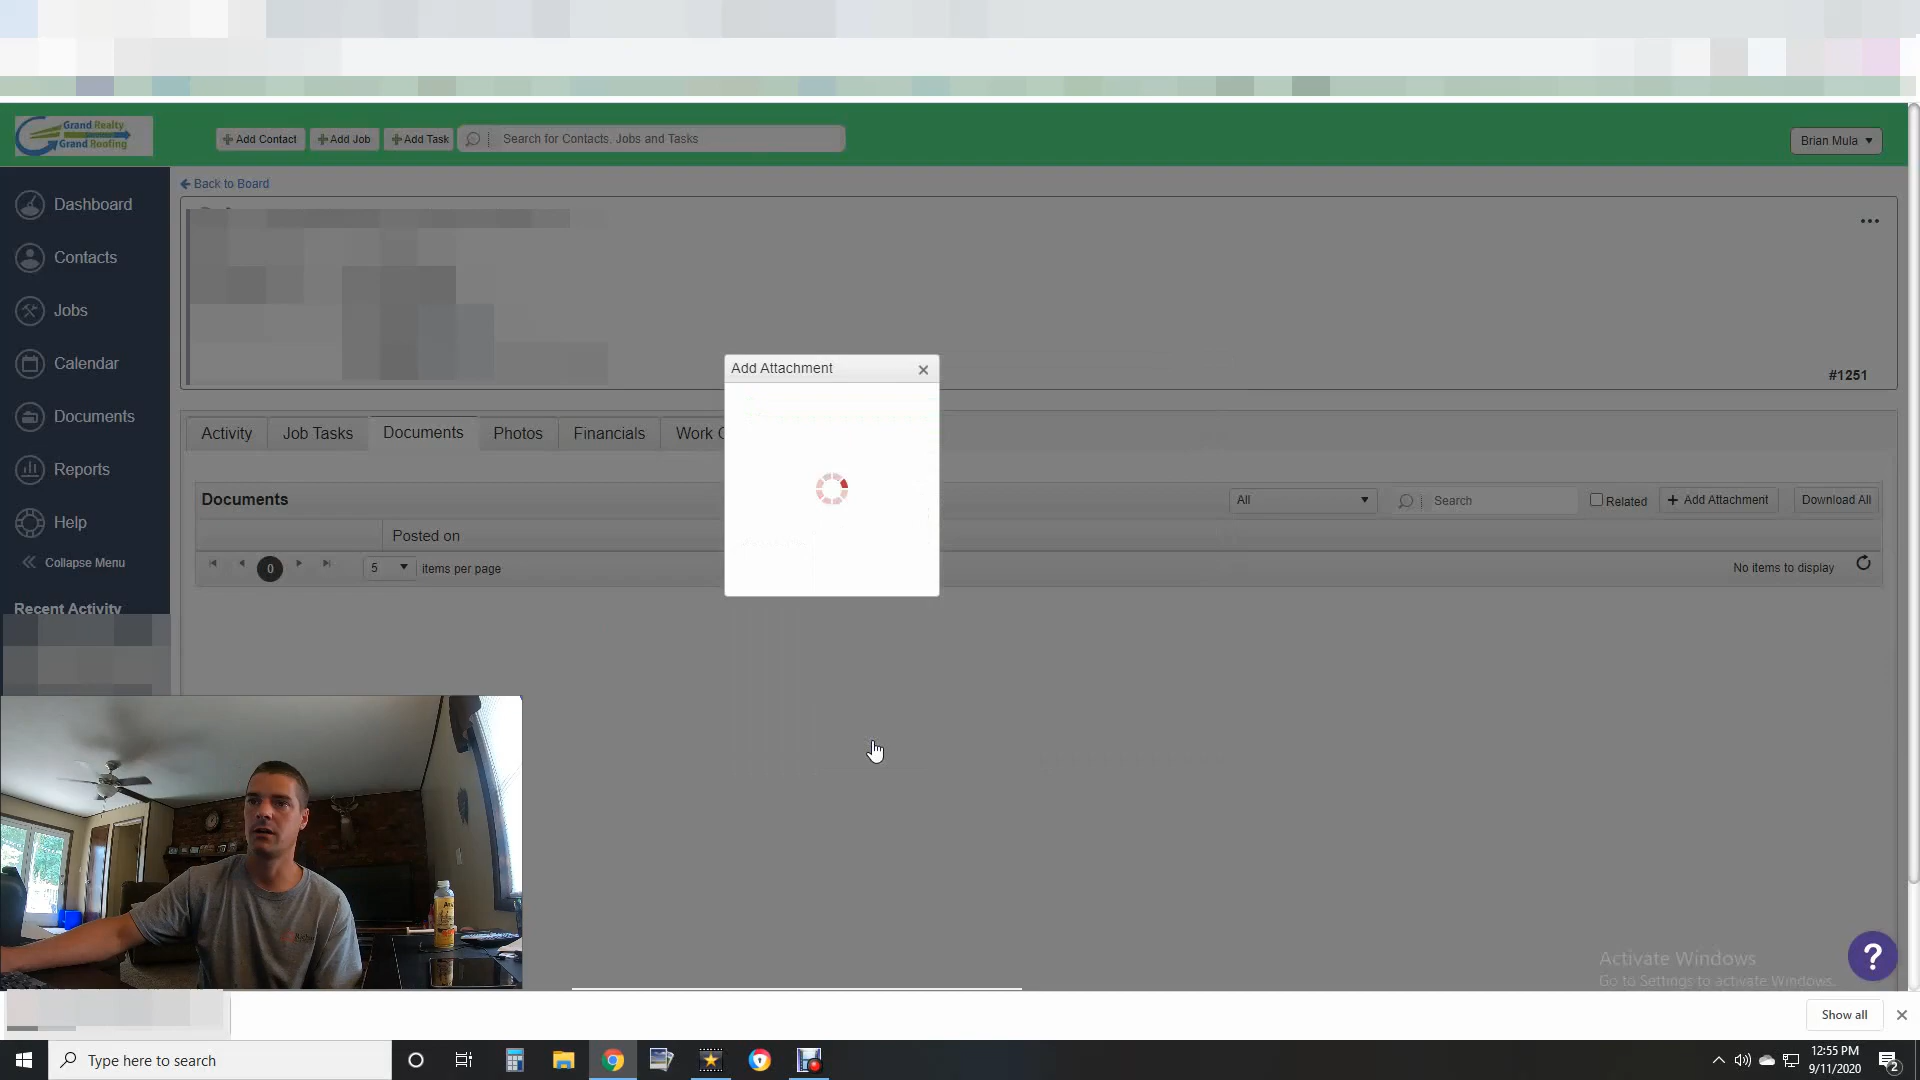 Grand Realty
Grand Roofing
Add Contact
Add Job
Add Task
Search for Contacts, Jobs and Tasks
Brian Mula
Back to Board
Dashboard
Contacts
Jobs
Calendar
Documents
Reports
Help
Collapse Menu
Recent Activity
#1251
Add Attachment
Activity
Job Tasks
Documents
Photos
Financials
Work
Documents
All
Search
Related
Add Attachment
Download All
Posted on
0
5
items per page
No items to display
Activate Windows
Go to Settings to activate Windows.
?
Show all
Type here to search
12:55 PM
9/11/2020
2